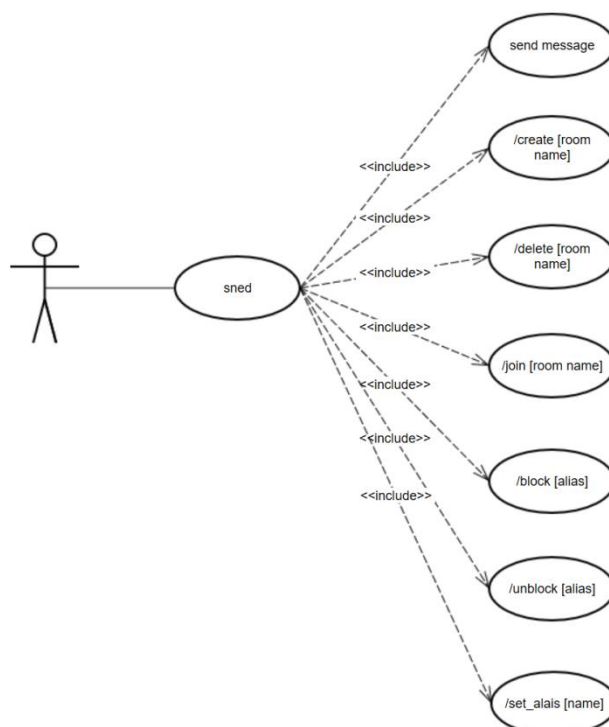 send message
<<include>>
/create [room
name]
<<include>>
/delete [room
name]
<<include>>
sned
<<include>>
/join [room name]
<<include>>
<<include>>
/block [alias]
<<include>>
/unblock [alias]
/set_alais [name]